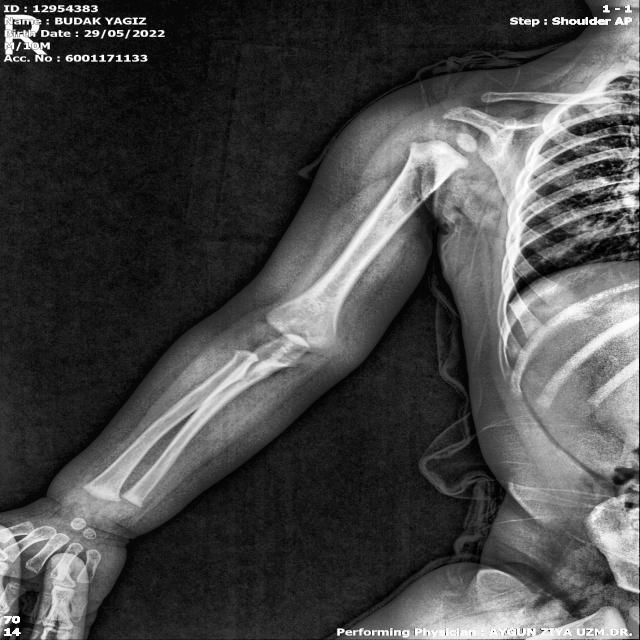 ID : 12954383
Name : BUDAK YAGIZ
Birth Date : 29/05/2022
M/10M
Acc. No : 6001171133
R
1 - 1
Step : Shoulder AP
70
14
Performing Physician : AYGUN ZIYA UZM.DR.